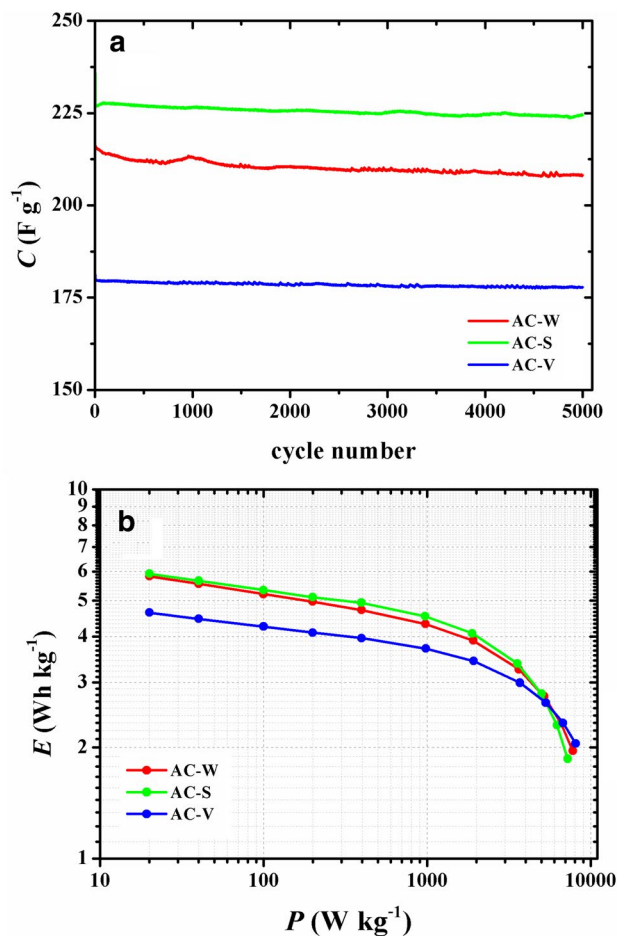 a
250
225
200
175
150
C (F g⁻¹)
AC-W
AC-S
AC-V
0 1000 2000 3000 4000 5000
cycle number
b
10
9
8
7
6
5
4
3
2
1
E (Wh kg⁻¹)
AC-W
AC-S
AC-V
10 100 1000 10000
P (W kg⁻¹)